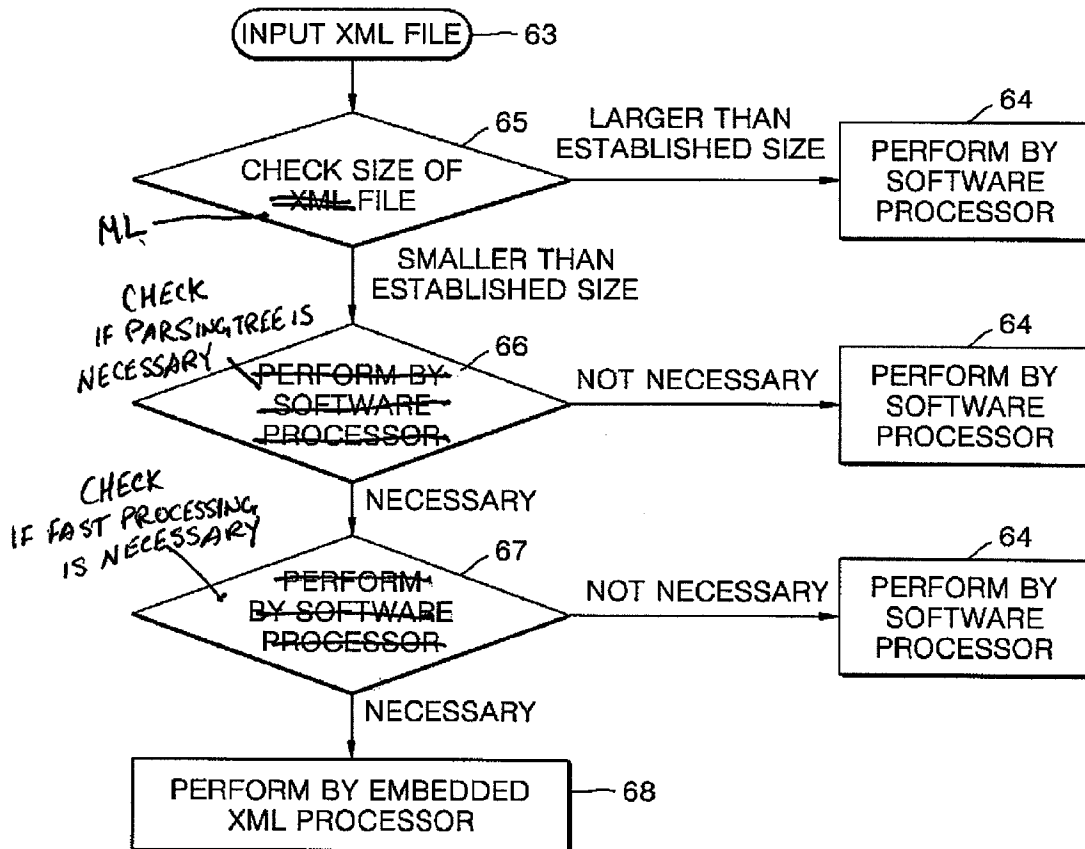 INPUT XML FILE
63
65
CHECK SIZE OF
XML FILE
ML
LARGER THAN
ESTABLISHED SIZE
64
PERFORM BY
SOFTWARE
PROCESSOR
SMALLER THAN
ESTABLISHED SIZE
CHECK
IF PARSING TREE IS
NECESSARY
66
PERFORM BY
SOFTWARE
PROCESSOR
NOT NECESSARY
64
PERFORM BY
SOFTWARE
PROCESSOR
NECESSARY
CHECK
IF FAST PROCESSING
IS NECESSARY
67
PERFORM
BY SOFTWARE
PROCESSOR
NOT NECESSARY
64
PERFORM BY
SOFTWARE
PROCESSOR
NECESSARY
PERFORM BY EMBEDDED
XML PROCESSOR
68